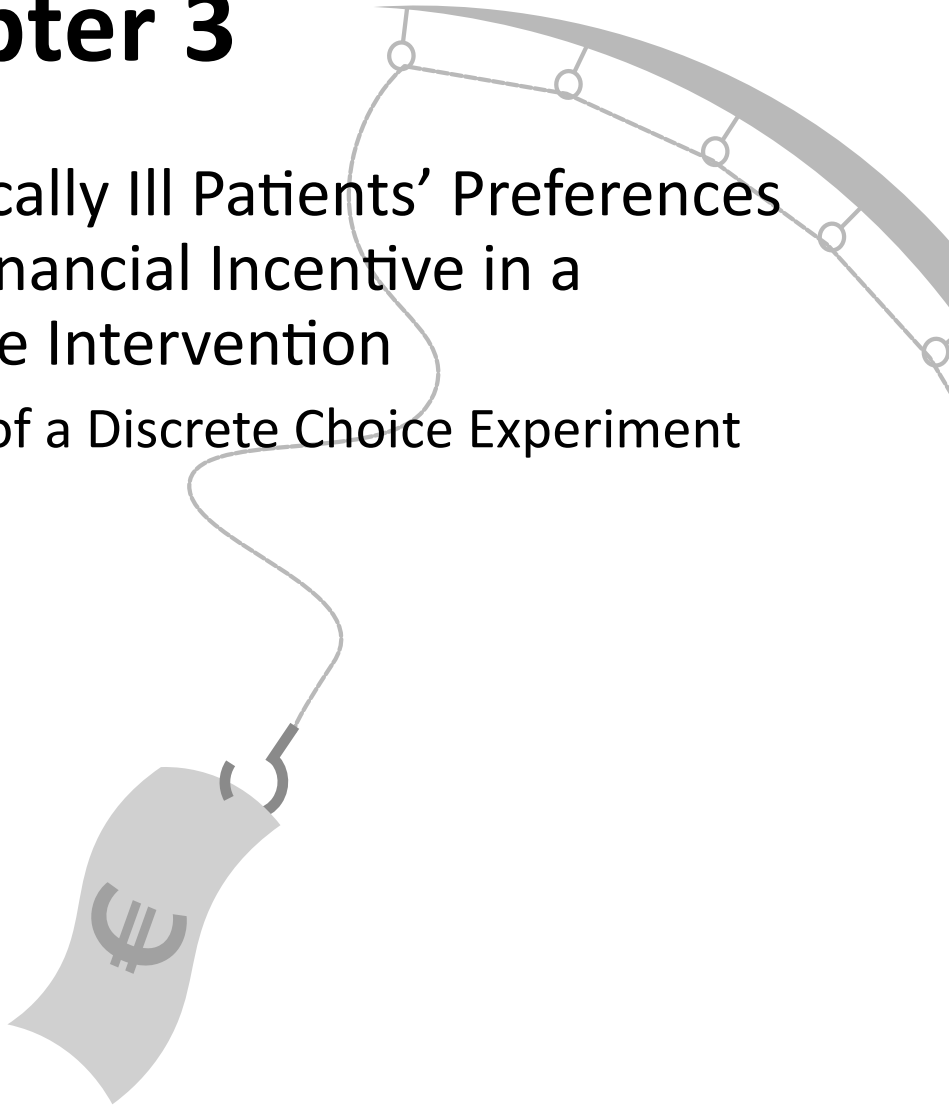 pter 3
cally Ill Patients’ Preferences
nancial Incentive in a
e Intervention
of a Discrete Choice Experiment
€